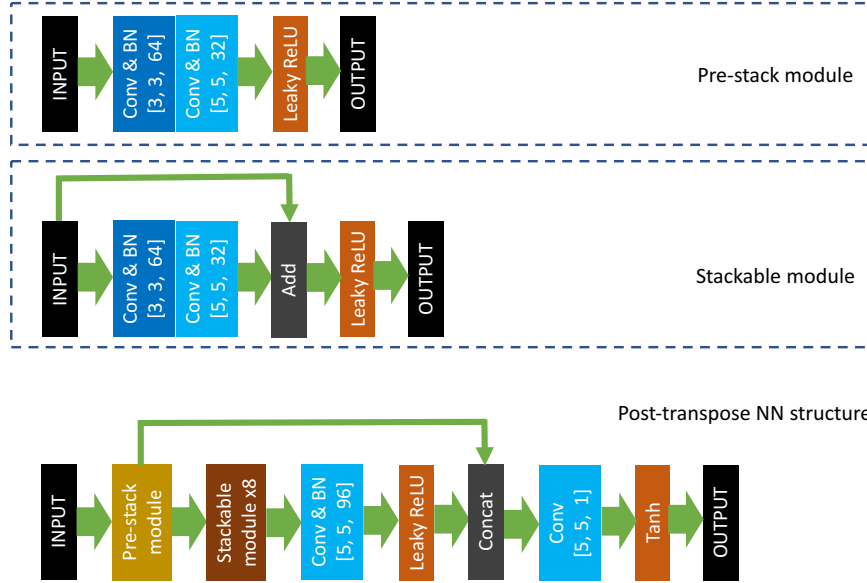 INPUT
Conv & BN
[3, 3, 64]
Conv & BN
[5, 5, 32]
Leaky ReLU
OUTPUT
Pre-stack module
INPUT
Conv & BN
[3, 3, 64]
Conv & BN
[5, 5, 32]
Add
Leaky ReLU
OUTPUT
Stackable module
Post-transpose NN structure
INPUT
Pre-stack
module
Stackable
module x8
Conv & BN
[5, 5, 96]
Leaky ReLU
Concat
Conv
[5, 5, 1]
Tanh
OUTPUT